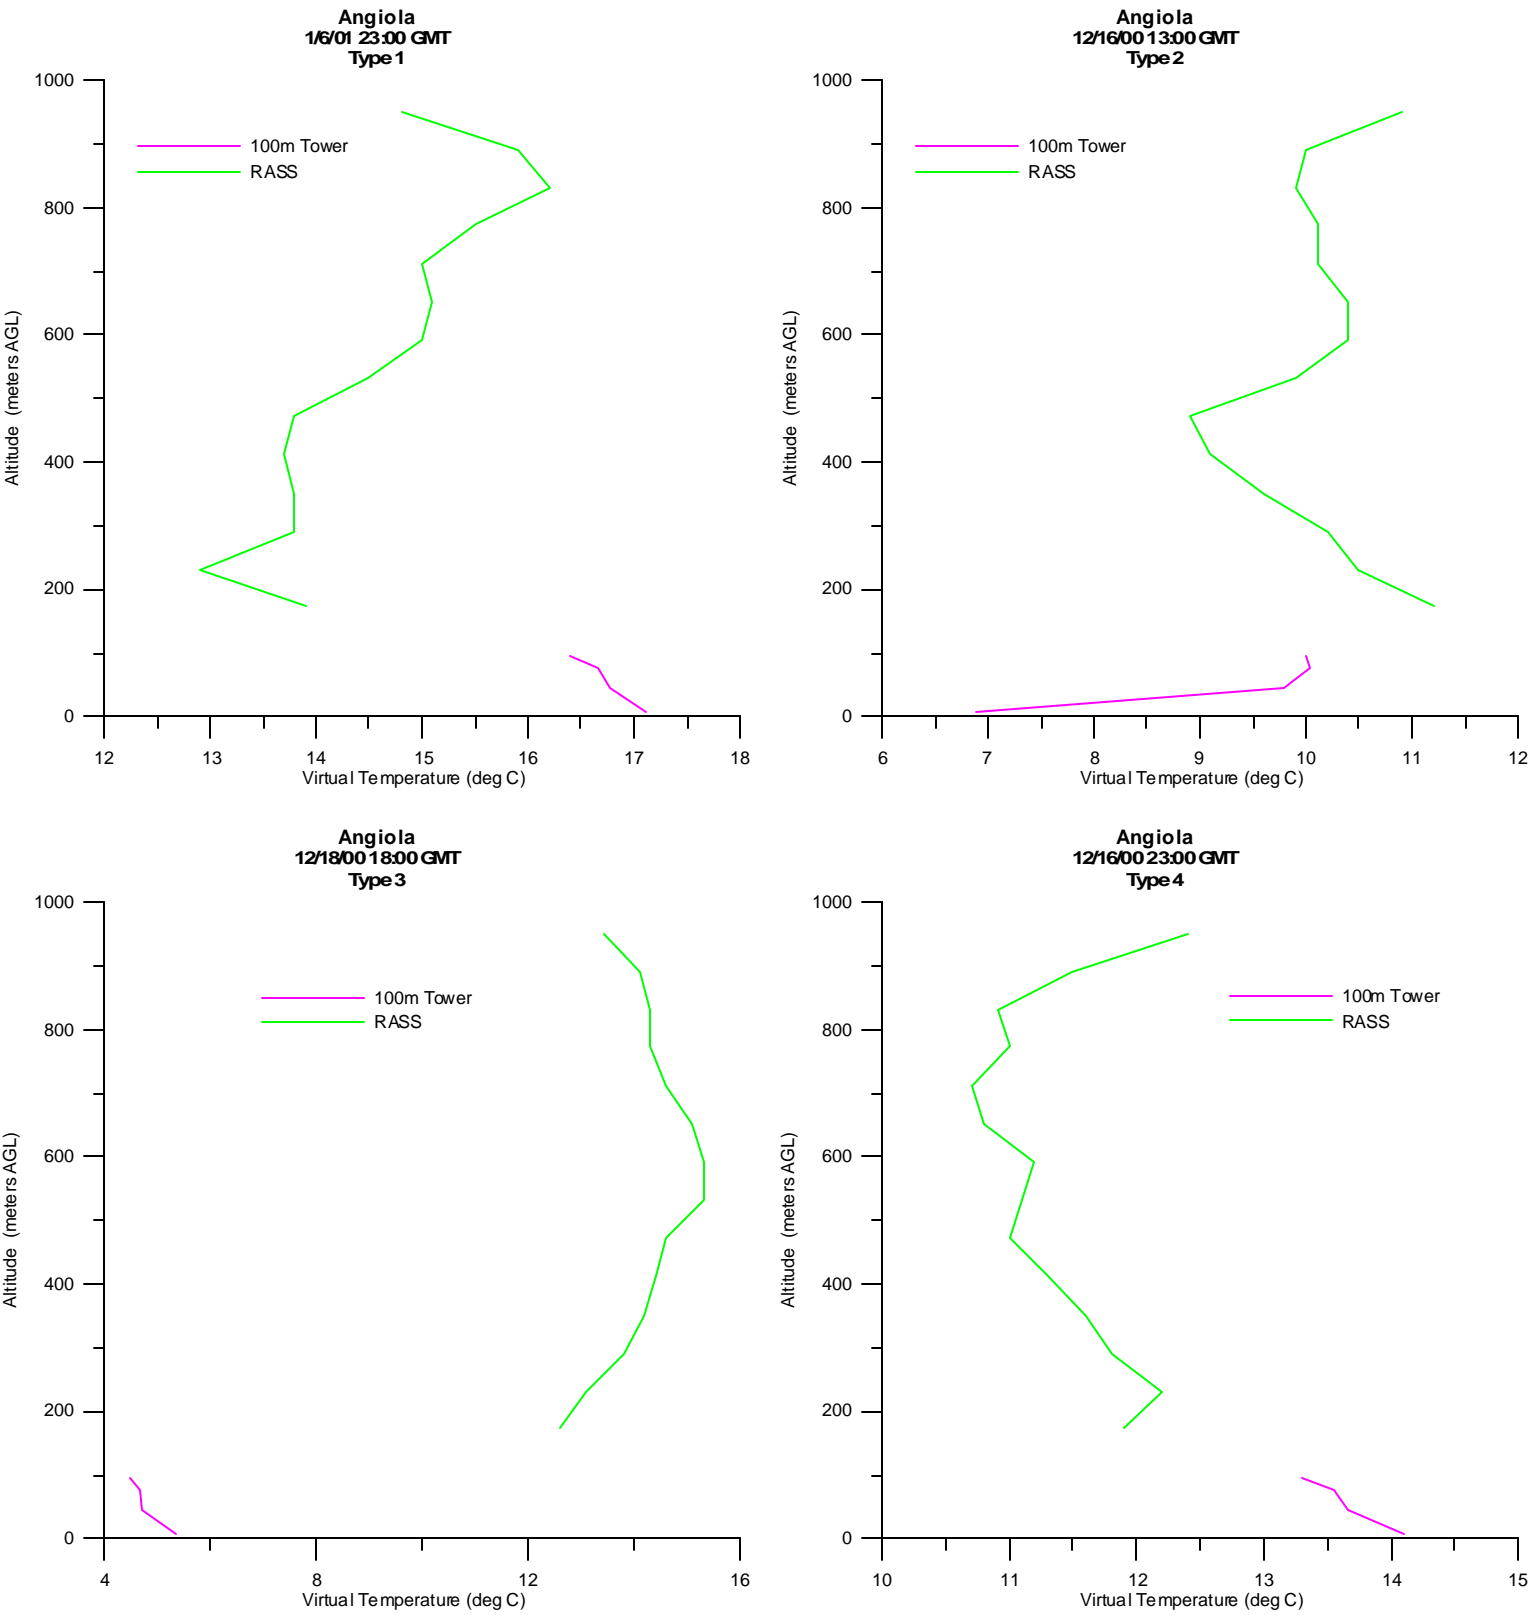 Angiola
1/6/01 23:00 GMT
Type 1
1000
800
600
400
200
0
Altitude (meters AGL)
100m Tower
RASS
12 13 14 15 16 17 18
Virtual Temperature (deg C)
Angiola
12/16/00 13:00 GMT
Type 2
1000
800
600
400
200
0
Altitude (meters AGL)
100m Tower
RASS
6 7 8 9 10 11 12
Virtual Temperature (deg C)
Angiola
12/18/00 18:00 GMT
Type 3
1000
800
600
400
200
0
Altitude (meters AGL)
100m Tower
RASS
4 8 12 16
Virtual Temperature (deg C)
Angiola
12/16/00 23:00 GMT
Type 4
1000
800
600
400
200
0
Altitude (meters AGL)
100m Tower
RASS
10 11 12 13 14 15
Virtual Temperature (deg C)